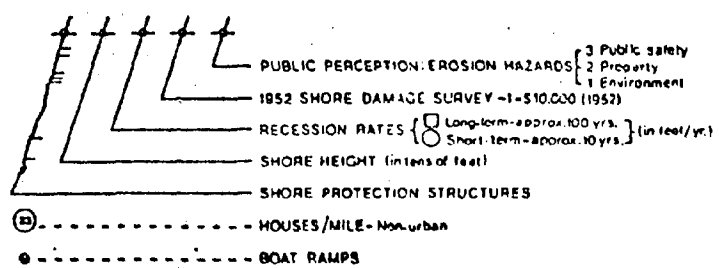 PUBLIC PERCEPTION: EROSION HAZARDS
3 Public safety
2 Property
1 Environment
1952 SHORE DAMAGE SURVEY -1=$10,000 (1952)
RECESSION RATES
Long-term-approx. 100 yrs.
Short-term-approx. 10 yrs.
(in feet/yr.)
SHORE HEIGHT (in tens of feet)
SHORE PROTECTION STRUCTURES
HOUSES/MILE-Non-urban
BOAT RAMPS